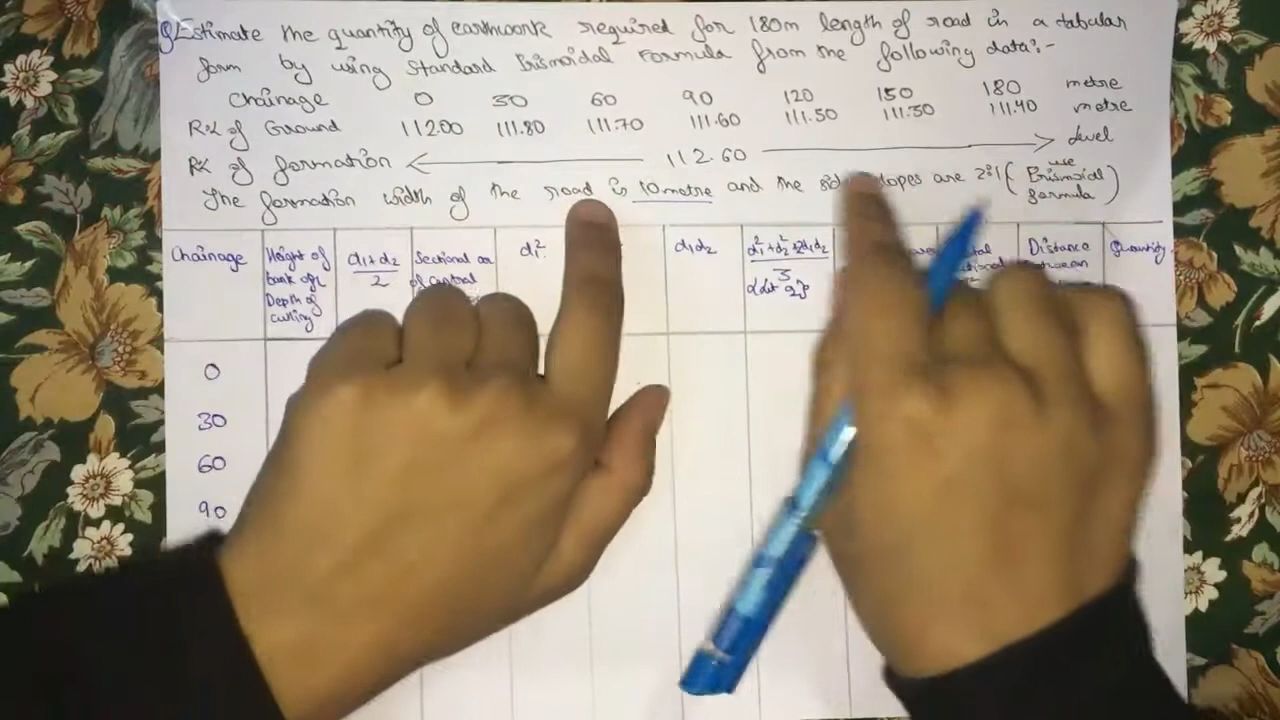 Q Estimate the quantity of earthwork required for 180m length of road in a tabular
form by using Standard Prismoidal Formula from the following data:-
Chainage 0 30 60 90 120 150 180 metre
R.L of Ground 112.00 111.80 111.70 111.60 111.50 111.30 111.40 metre
R.L of formation ← 112.60 → level
The formation width of the road is 10 metre and the slopes are 2:1 (use Prismoidal formula)
Chainage
Height of bank or Depth of cutting
d1+d2
2
Sectional of Central
d1²
d1d2
d1²+d2²+d1d2
3
Distance between
Quantity
0
30
60
90